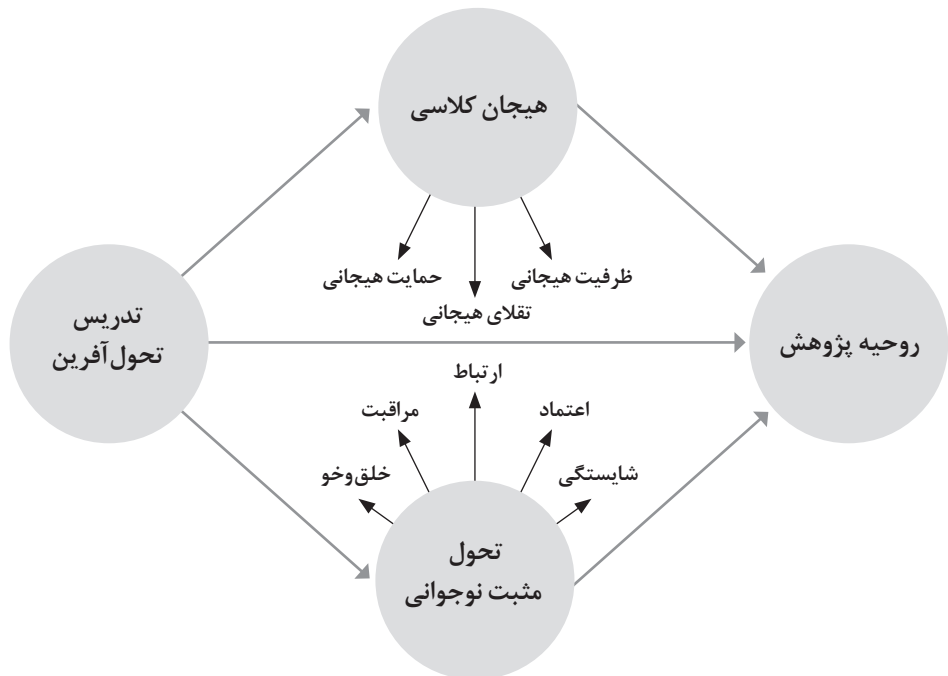 هیجان کلاسی
حمایت هیجانی
ظرفیت هیجانی
تقلای هیجانی
تدریس
تحول‌آفرین
روحیه پژوهش
ارتباط
مراقبت
اعتماد
خلق‌وخو
شایستگی
تحول
مثبت نوجوانی